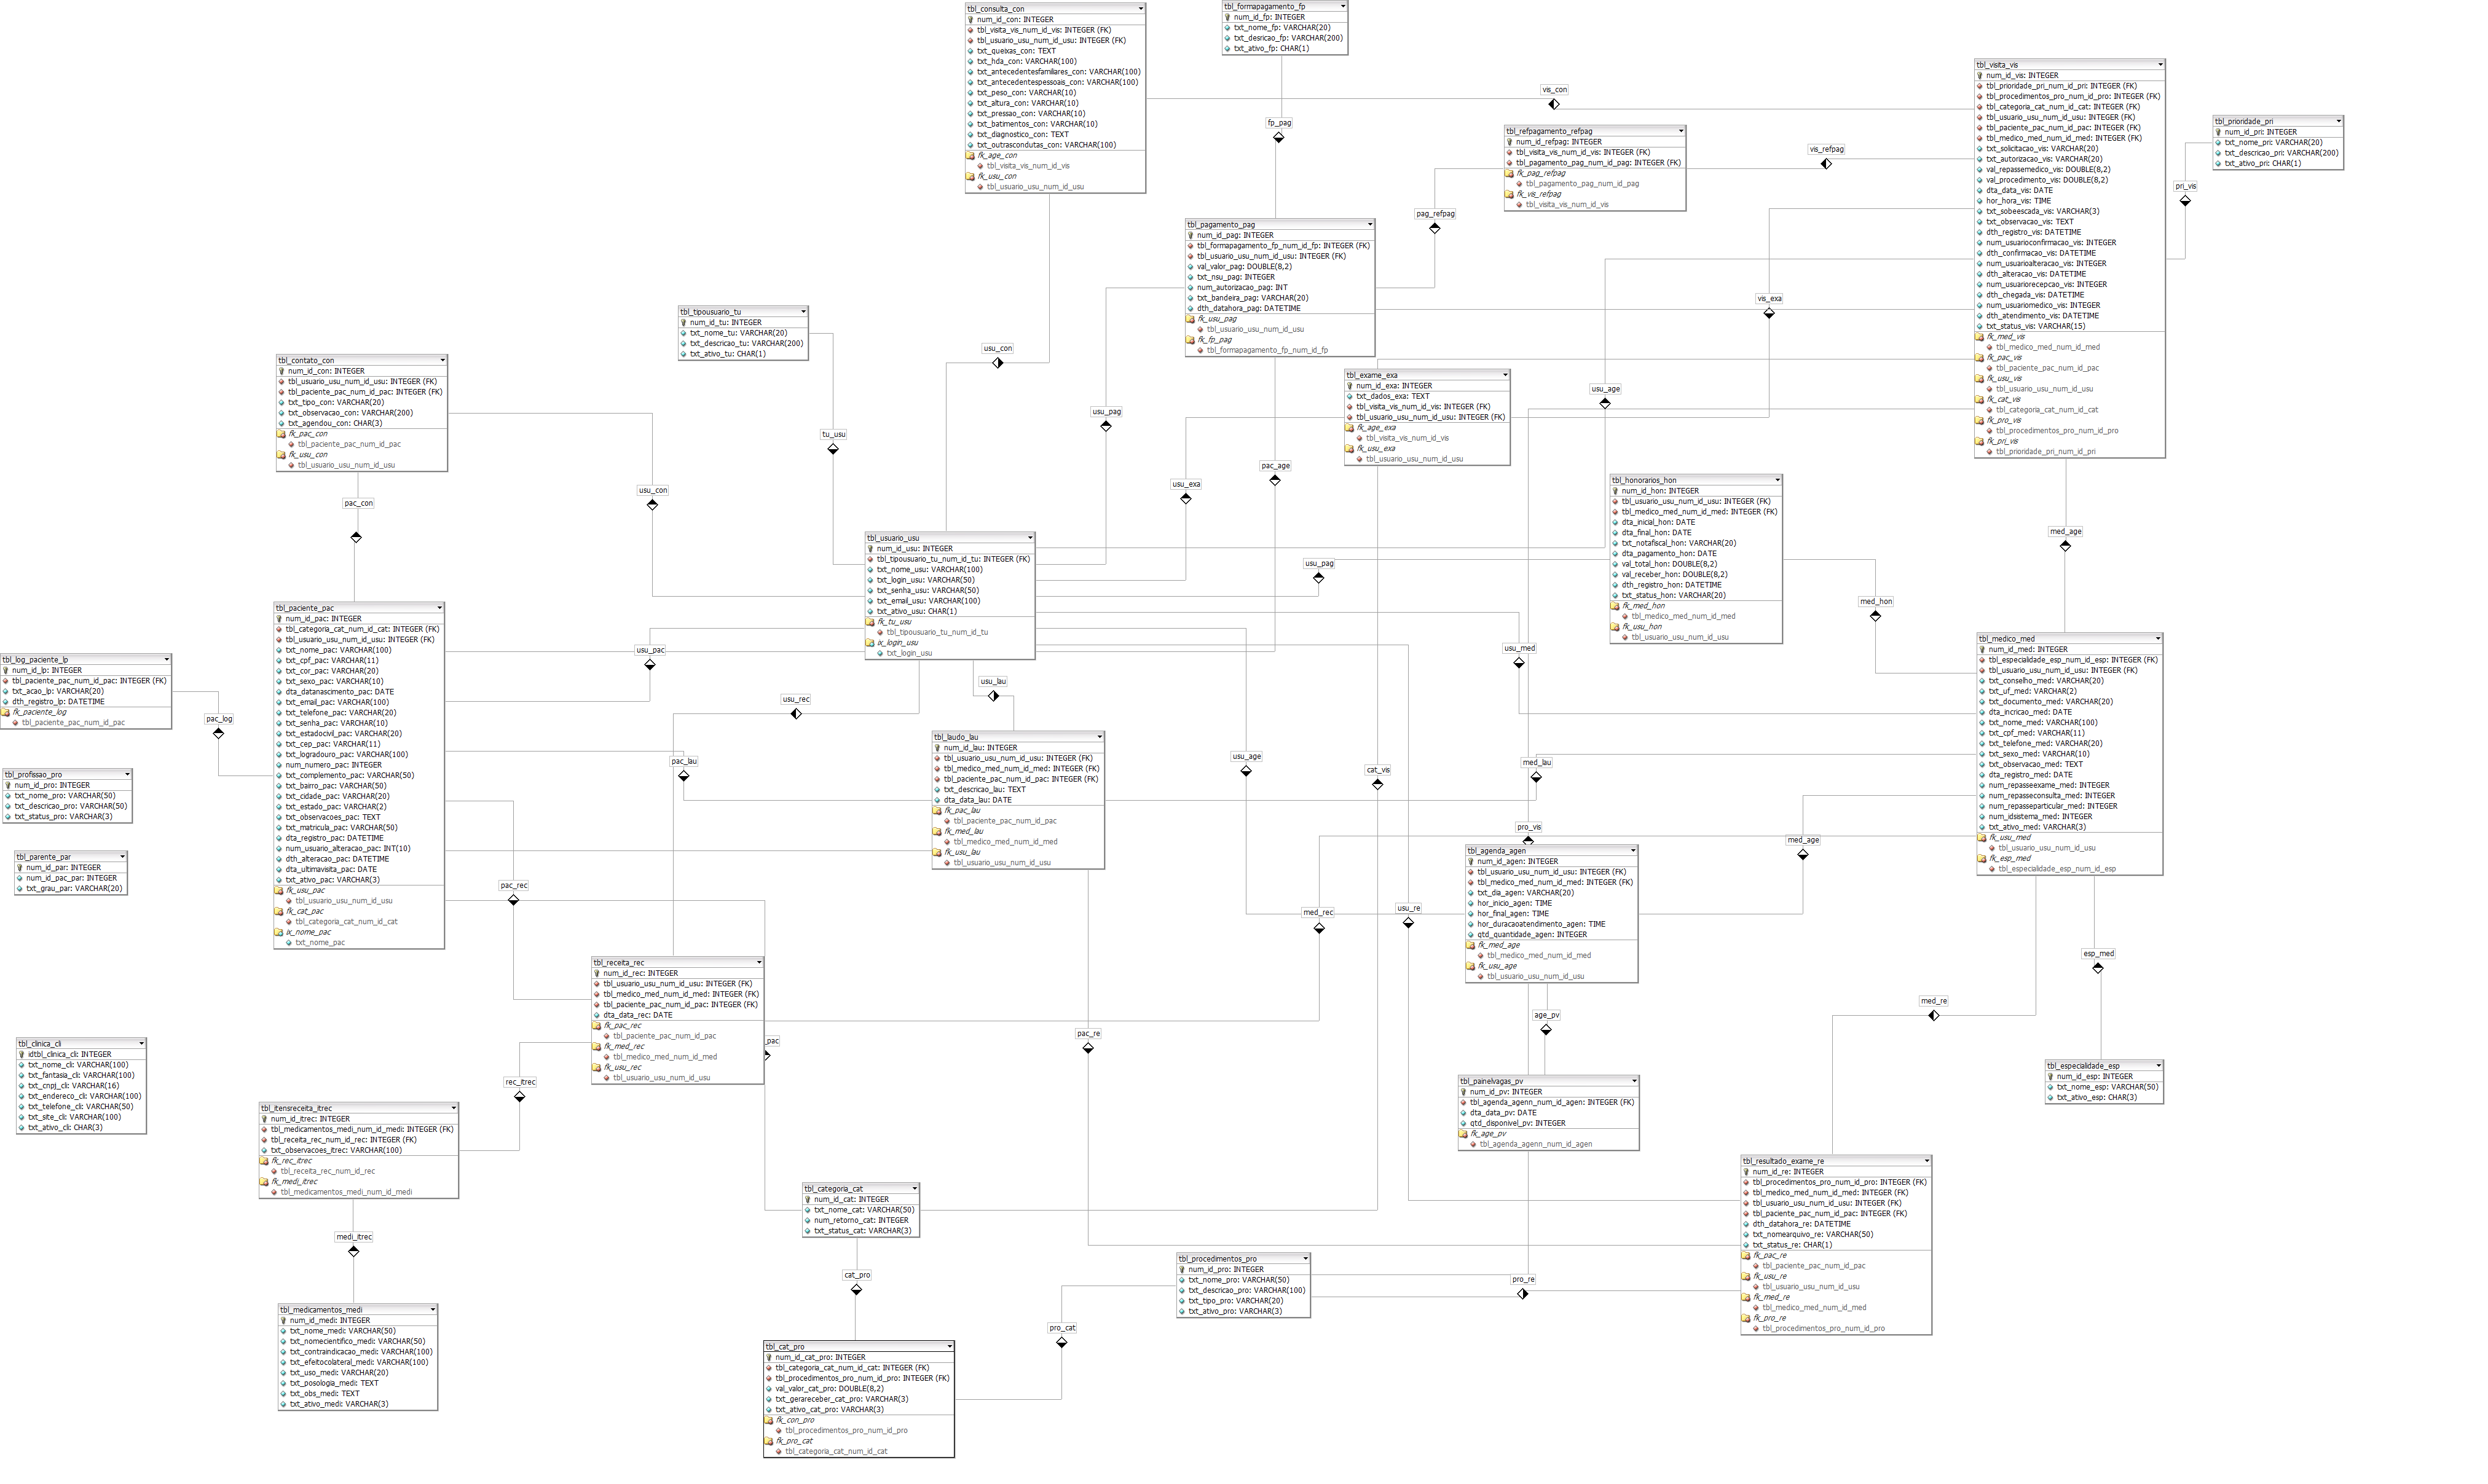 tbl_consulta_con
num_id_con: INTEGER
tbl_visita_vis_num_id_vis: INTEGER (FK)
tbl_usuario_usu_num_id_usu: INTEGER (FK)
txt_queixas_con: TEXT
txt_hda_con: VARCHAR(100)
txt_antecedentesfamiliares_con: VARCHAR(100)
txt_antecedentespessoais_con: VARCHAR(100)
txt_peso_con: VARCHAR(10)
txt_altura_con: VARCHAR(10)
txt_pressao_con: VARCHAR(10)
txt_batimentos_con: VARCHAR(10)
txt_diagnostico_con: TEXT
txt_outrascondutas_con: VARCHAR(100)
fk_age_con
tbl_visita_vis_num_id_vis
fk_usu_con
tbl_usuario_usu_num_id_usu
tbl_formapagamento_fp
num_id_fp: INTEGER
txt_nome_fp: VARCHAR(20)
txt_desricao_fp: VARCHAR(200)
txt_ativo_fp: CHAR(1)
vis_con
fp_pag
tbl_refpagamento_refpag
num_id_refpag: INTEGER
tbl_visita_vis_num_id_vis: INTEGER (FK)
tbl_pagamento_pag_num_id_pag: INTEGER (FK)
fk_pag_refpag
tbl_pagamento_pag_num_id_pag
fk_vis_refpag
tbl_visita_vis_num_id_vis
vis_refpag
tbl_visita_vis
num_id_vis: INTEGER
tbl_prioridade_pri_num_id_pri: INTEGER (FK)
tbl_procedimentos_pro_num_id_pro: INTEGER (FK)
tbl_categoria_cat_num_id_cat: INTEGER (FK)
tbl_usuario_usu_num_id_usu: INTEGER (FK)
tbl_paciente_pac_num_id_pac: INTEGER (FK)
tbl_medico_med_num_id_med: INTEGER (FK)
txt_solicitacao_vis: VARCHAR(20)
txt_autorizacao_vis: VARCHAR(20)
val_repassemedico_vis: DOUBLE(8,2)
val_procedimento_vis: DOUBLE(8,2)
dta_data_vis: DATE
hor_hora_vis: TIME
txt_sobeescada_vis: VARCHAR(3)
txt_observacao_vis: TEXT
dth_registro_vis: DATETIME
num_usuarioconfirmacao_vis: INTEGER
dth_confirmacao_vis: DATETIME
num_usuarioalteracao_vis: INTEGER
dth_alteracao_vis: DATETIME
num_usuariorecepcao_vis: INTEGER
dth_chegada_vis: DATETIME
num_usuariomedico_vis: INTEGER
dth_atendimento_vis: DATETIME
txt_status_vis: VARCHAR(15)
fk_med_vis
tbl_medico_med_num_id_med
fk_pac_vis
tbl_paciente_pac_num_id_pac
fk_usu_vis
tbl_usuario_usu_num_id_usu
fk_cat_vis
tbl_categoria_cat_num_id_cat
fk_pro_vis
tbl_procedimentos_pro_num_id_pro
fk_pri_vis
tbl_prioridade_pri_num_id_pri
tbl_prioridade_pri
num_id_pri: INTEGER
txt_nome_pri: VARCHAR(20)
txt_descricao_pri: VARCHAR(200)
txt_ativo_pri: CHAR(1)
pri_vis
pag_refpag
tbl_pagamento_pag
num_id_pag: INTEGER
tbl_formapagamento_fp_num_id_fp: INTEGER (FK)
tbl_usuario_usu_num_id_usu: INTEGER (FK)
val_valor_pag: DOUBLE(8,2)
txt_nsu_pag: INTEGER
num_autorizacao_pag: INT
txt_bandeira_pag: VARCHAR(20)
dth_datahora_pag: DATETIME
fk_usu_pag
tbl_usuario_usu_num_id_usu
fk_fp_pag
tbl_formapagamento_fp_num_id_fp
vis_exa
tbl_tipousuario_tu
num_id_tu: INTEGER
txt_nome_tu: VARCHAR(20)
txt_descricao_tu: VARCHAR(200)
txt_ativo_tu: CHAR(1)
usu_con
tbl_contato_con
num_id_con: INTEGER
tbl_usuario_usu_num_id_usu: INTEGER (FK)
tbl_paciente_pac_num_id_pac: INTEGER (FK)
txt_tipo_con: VARCHAR(20)
txt_observacao_con: VARCHAR(200)
txt_agendou_con: CHAR(3)
fk_pac_con
tbl_paciente_pac_num_id_pac
fk_usu_con
tbl_usuario_usu_num_id_usu
tbl_exame_exa
num_id_exa: INTEGER
txt_dados_exa: TEXT
tbl_visita_vis_num_id_vis: INTEGER (FK)
tbl_usuario_usu_num_id_usu: INTEGER (FK)
fk_age_exa
tbl_visita_vis_num_id_vis
fk_usu_exa
tbl_usuario_usu_num_id_usu
usu_age
usu_pag
tu_usu
pac_age
usu_exa
usu_con
pac_con
tbl_honorarios_hon
num_id_hon: INTEGER
tbl_usuario_usu_num_id_usu: INTEGER (FK)
tbl_medico_med_num_id_med: INTEGER (FK)
dta_inicial_hon: DATE
dta_final_hon: DATE
txt_notafiscal_hon: VARCHAR(20)
dta_pagamento_hon: DATE
val_total_hon: DOUBLE(8,2)
val_receber_hon: DOUBLE(8,2)
dth_registro_hon: DATETIME
txt_status_hon: VARCHAR(20)
fk_med_hon
tbl_medico_med_num_id_med
fk_usu_hon
tbl_usuario_usu_num_id_usu
med_age
tbl_usuario_usu
num_id_usu: INTEGER
tbl_tipousuario_tu_num_id_tu: INTEGER (FK)
txt_nome_usu: VARCHAR(100)
txt_login_usu: VARCHAR(50)
txt_senha_usu: VARCHAR(50)
txt_email_usu: VARCHAR(100)
txt_ativo_usu: CHAR(1)
fk_tu_usu
tbl_tipousuario_tu_num_id_tu
ix_login_usu
txt_login_usu
usu_pag
med_hon
tbl_paciente_pac
num_id_pac: INTEGER
tbl_categoria_cat_num_id_cat: INTEGER (FK)
tbl_usuario_usu_num_id_usu: INTEGER (FK)
txt_nome_pac: VARCHAR(100)
txt_cpf_pac: VARCHAR(11)
txt_cor_pac: VARCHAR(20)
txt_sexo_pac: VARCHAR(10)
dta_datanascimento_pac: DATE
txt_email_pac: VARCHAR(100)
txt_telefone_pac: VARCHAR(20)
txt_senha_pac: VARCHAR(10)
txt_estadocivil_pac: VARCHAR(20)
txt_cep_pac: VARCHAR(11)
txt_logradouro_pac: VARCHAR(100)
num_numero_pac: INTEGER
txt_complemento_pac: VARCHAR(50)
txt_bairro_pac: VARCHAR(50)
txt_cidade_pac: VARCHAR(20)
txt_estado_pac: VARCHAR(2)
txt_observacoes_pac: TEXT
txt_matricula_pac: VARCHAR(50)
dta_registro_pac: DATETIME
num_usuario_alteracao_pac: INT(10)
dth_alteracao_pac: DATETIME
dta_ultimavisita_pac: DATE
txt_ativo_pac: VARCHAR(3)
fk_usu_pac
tbl_usuario_usu_num_id_usu
fk_cat_pac
tbl_categoria_cat_num_id_cat
ix_nome_pac
txt_nome_pac
tbl_medico_med
num_id_med: INTEGER
tbl_especialidade_esp_num_id_esp: INTEGER (FK)
tbl_usuario_usu_num_id_usu: INTEGER (FK)
txt_conselho_med: VARCHAR(20)
txt_uf_med: VARCHAR(2)
txt_documento_med: VARCHAR(20)
dta_incricao_med: DATE
txt_nome_med: VARCHAR(100)
txt_cpf_med: VARCHAR(11)
txt_telefone_med: VARCHAR(20)
txt_sexo_med: VARCHAR(10)
txt_observacao_med: TEXT
dta_registro_med: DATE
num_repasseexame_med: INTEGER
num_repasseconsulta_med: INTEGER
num_repasseparticular_med: INTEGER
num_idsistema_med: INTEGER
txt_ativo_med: VARCHAR(3)
fk_usu_med
tbl_usuario_usu_num_id_usu
fk_esp_med
tbl_especialidade_esp_num_id_esp
tbl_log_paciente_lp
num_id_lp: INTEGER
tbl_paciente_pac_num_id_pac: INTEGER (FK)
txt_acao_lp: VARCHAR(20)
dth_registro_lp: DATETIME
fk_paciente_log
tbl_paciente_pac_num_id_pac
pac_log
usu_pac
usu_med
usu_lau
usu_rec
tbl_laudo_lau
num_id_lau: INTEGER
tbl_usuario_usu_num_id_usu: INTEGER (FK)
tbl_medico_med_num_id_med: INTEGER (FK)
tbl_paciente_pac_num_id_pac: INTEGER (FK)
txt_descricao_lau: TEXT
dta_data_lau: DATE
fk_pac_lau
tbl_paciente_pac_num_id_pac
fk_med_lau
tbl_medico_med_num_id_med
fk_usu_lau
tbl_usuario_usu_num_id_usu
pac_lau
usu_age
cat_vis
med_lau
tbl_profissao_pro
num_id_pro: INTEGER
txt_nome_pro: VARCHAR(50)
txt_descricao_pro: VARCHAR(50)
txt_status_pro: VARCHAR(3)
tbl_parente_par
num_id_par: INTEGER
num_id_pac_par: INTEGER
txt_grau_par: VARCHAR(20)
pro_vis
med_age
tbl_agenda_agen
num_id_agen: INTEGER
tbl_usuario_usu_num_id_usu: INTEGER (FK)
tbl_medico_med_num_id_med: INTEGER (FK)
txt_dia_agen: VARCHAR(20)
hor_inicio_agen: TIME
hor_final_agen: TIME
hor_duracaoatendimento_agen: TIME
qtd_quantidade_agen: INTEGER
fk_med_age
tbl_medico_med_num_id_med
fk_usu_age
tbl_usuario_usu_num_id_usu
pac_rec
med_rec
usu_re
esp_med
tbl_receita_rec
num_id_rec: INTEGER
tbl_usuario_usu_num_id_usu: INTEGER (FK)
tbl_medico_med_num_id_med: INTEGER (FK)
tbl_paciente_pac_num_id_pac: INTEGER (FK)
dta_data_rec: DATE
fk_pac_rec
tbl_paciente_pac_num_id_pac
fk_med_rec
tbl_medico_med_num_id_med
fk_usu_rec
tbl_usuario_usu_num_id_usu
_pac
pac_re
age_pv
med_re
tbl_clinica_cli
idtbl_clinica_cli: INTEGER
txt_nome_cli: VARCHAR(100)
txt_fantasia_cli: VARCHAR(100)
txt_cnpj_cli: VARCHAR(16)
txt_endereco_cli: VARCHAR(100)
txt_telefone_cli: VARCHAR(50)
txt_site_cli: VARCHAR(100)
txt_ativo_cli: CHAR(3)
rec_itrec
tbl_especialidade_esp
num_id_esp: INTEGER
txt_nome_esp: VARCHAR(50)
txt_ativo_esp: CHAR(3)
tbl_painelvagas_pv
num_id_pv: INTEGER
tbl_agenda_agenn_num_id_agen: INTEGER (FK)
dta_data_pv: DATE
qtd_disponivel_pv: INTEGER
fk_age_pv
tbl_agenda_agenn_num_id_agen
tbl_itensreceita_itrec
num_id_itrec: INTEGER
tbl_medicamentos_medi_num_id_medi: INTEGER (FK)
tbl_receita_rec_num_id_rec: INTEGER (FK)
txt_observacoes_itrec: VARCHAR(100)
fk_rec_itrec
tbl_receita_rec_num_id_rec
fk_medi_itrec
tbl_medicamentos_medi_num_id_medi
tbl_resultado_exame_re
num_id_re: INTEGER
tbl_procedimentos_pro_num_id_pro: INTEGER (FK)
tbl_medico_med_num_id_med: INTEGER (FK)
tbl_usuario_usu_num_id_usu: INTEGER (FK)
tbl_paciente_pac_num_id_pac: INTEGER (FK)
dth_datahora_re: DATETIME
txt_nomearquivo_re: VARCHAR(50)
txt_status_re: CHAR(1)
fk_pac_re
tbl_paciente_pac_num_id_pac
fk_usu_re
tbl_usuario_usu_num_id_usu
fk_med_re
tbl_medico_med_num_id_med
fk_pro_re
tbl_procedimentos_pro_num_id_pro
tbl_categoria_cat
num_id_cat: INTEGER
txt_nome_cat: VARCHAR(50)
num_retorno_cat: INTEGER
txt_status_cat: VARCHAR(3)
medi_itrec
tbl_procedimentos_pro
num_id_pro: INTEGER
txt_nome_pro: VARCHAR(50)
txt_descricao_pro: VARCHAR(100)
txt_tipo_pro: VARCHAR(20)
txt_ativo_pro: VARCHAR(3)
cat_pro
pro_re
pro_cat
tbl_medicamentos_medi
num_id_medi: INTEGER
txt_nome_medi: VARCHAR(50)
txt_nomecientifico_medi: VARCHAR(50)
txt_contraindicacao_medi: VARCHAR(100)
txt_efeitocolateral_medi: VARCHAR(100)
txt_uso_medi: VARCHAR(20)
txt_posologia_medi: TEXT
txt_obs_medi: TEXT
txt_ativo_medi: VARCHAR(3)
tbl_cat_pro
num_id_cat_pro: INTEGER
tbl_categoria_cat_num_id_cat: INTEGER (FK)
tbl_procedimentos_pro_num_id_pro: INTEGER (FK)
val_valor_cat_pro: DOUBLE(8,2)
txt_gerareceber_cat_pro: VARCHAR(3)
txt_ativo_cat_pro: VARCHAR(3)
fk_con_pro
tbl_procedimentos_pro_num_id_pro
fk_pro_cat
tbl_categoria_cat_num_id_cat